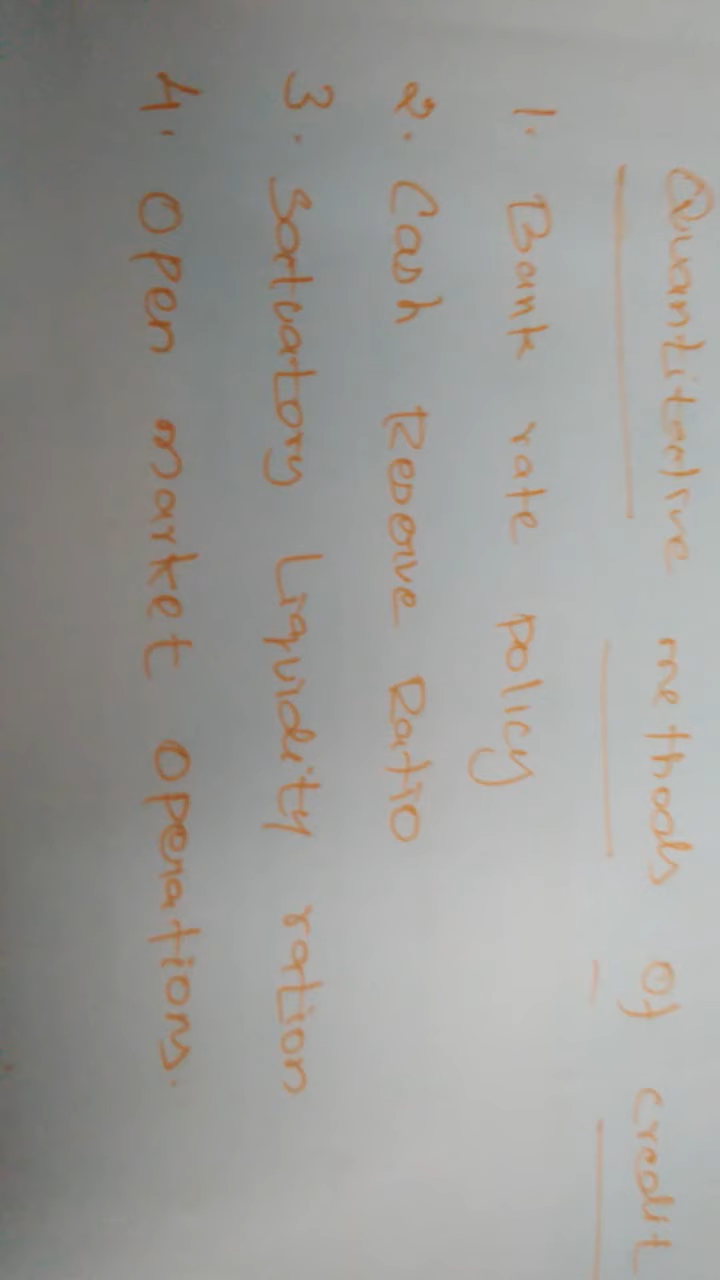 Quantitative methods of credit
1. Bank rate policy
2. Cash Reserve Ratio
3. Sartuatory Liquidity ration
4. Open market operations.